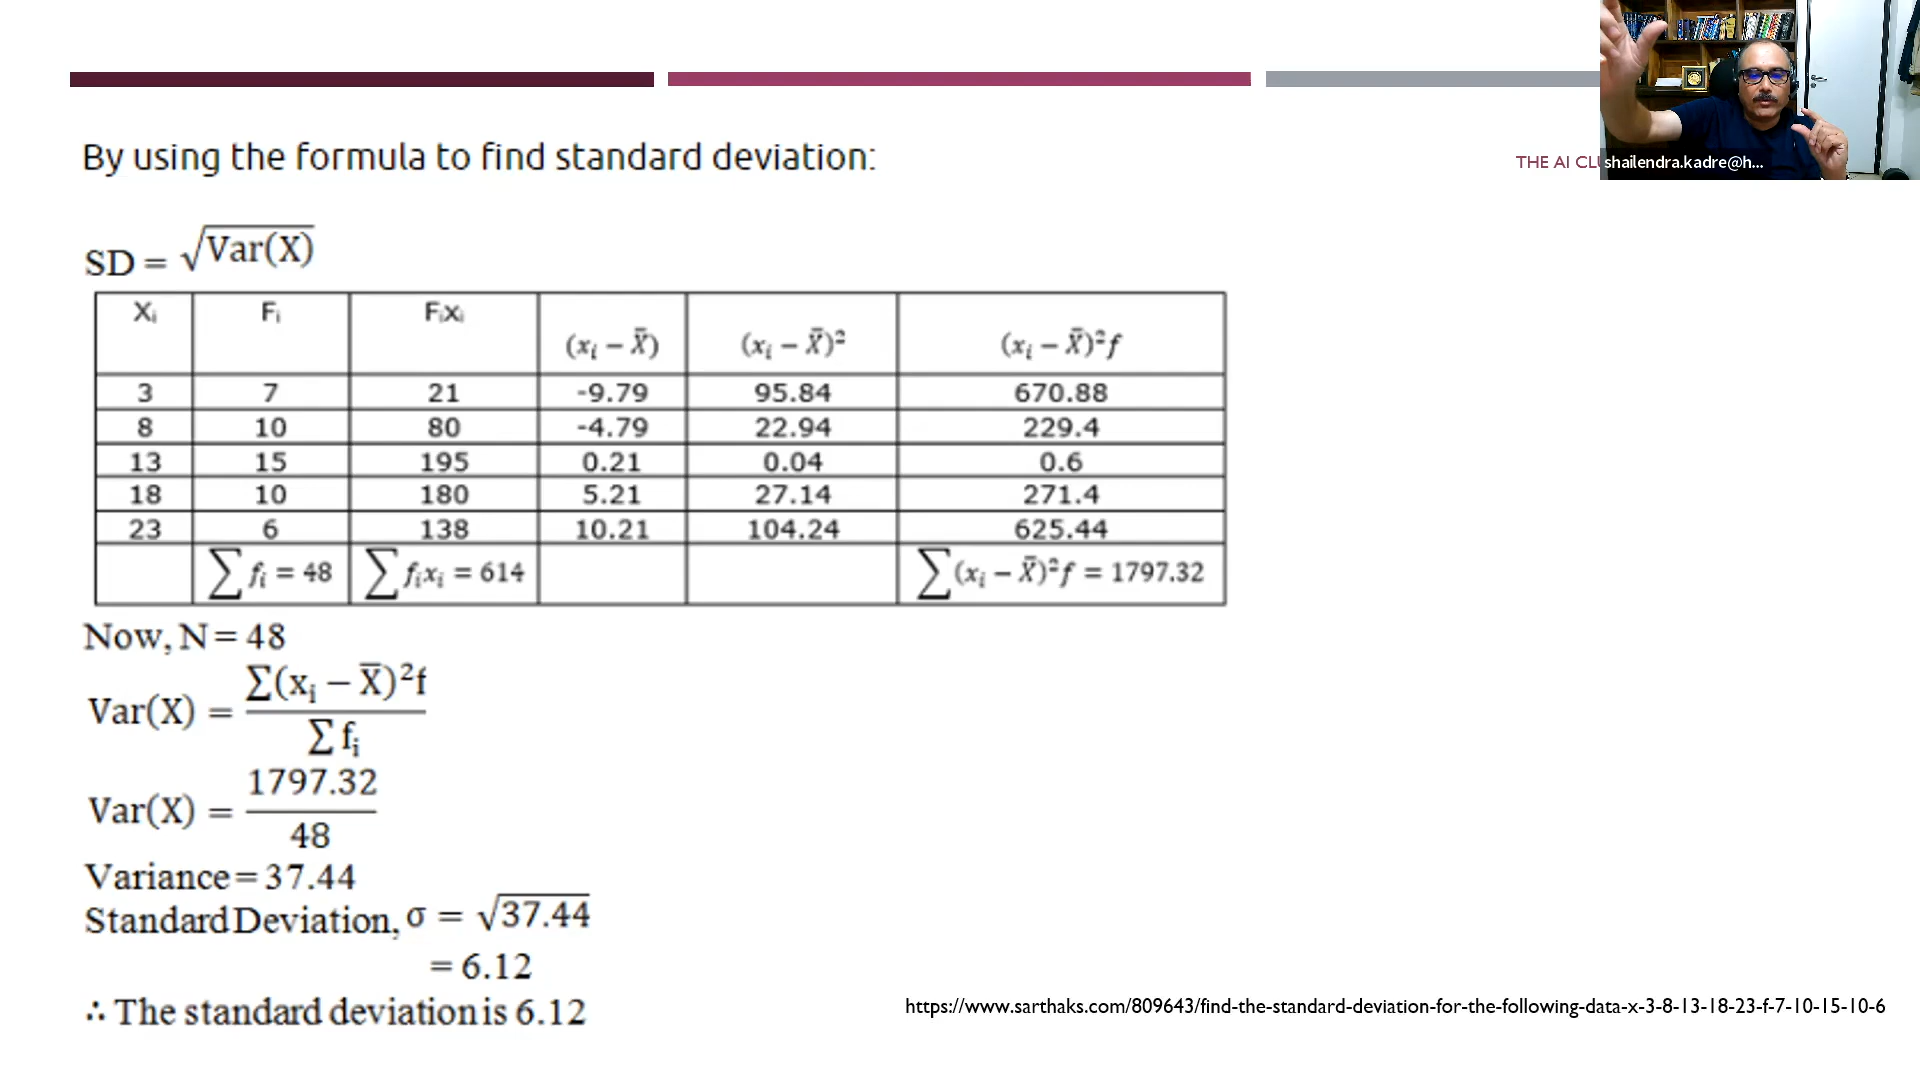 By using the formula to find standard deviation:
THE AI CLU
shailendra.kadre@h...
SD = √Var(X)
Xᵢ Fᵢ Fᵢxᵢ (xᵢ − X̄) (xᵢ − X̄)² (xᵢ − X̄)²f
3 7 21 -9.79 95.84 670.88
8 10 80 -4.79 22.94 229.4
13 15 195 0.21 0.04 0.6
18 10 180 5.21 27.14 271.4
23 6 138 10.21 104.24 625.44
∑ fᵢ = 48 ∑ fᵢxᵢ = 614 ∑(xᵢ − X̄)²f = 1797.32
Now, N = 48
Var(X) = ∑(xᵢ − X̄)²f / ∑ fᵢ
Var(X) = 1797.32 / 48
Variance = 37.44
Standard Deviation, σ = √37.44
= 6.12
∴ The standard deviation is 6.12
https://www.sarthaks.com/809643/find-the-standard-deviation-for-the-following-data-x-3-8-13-18-23-f-7-10-15-10-6